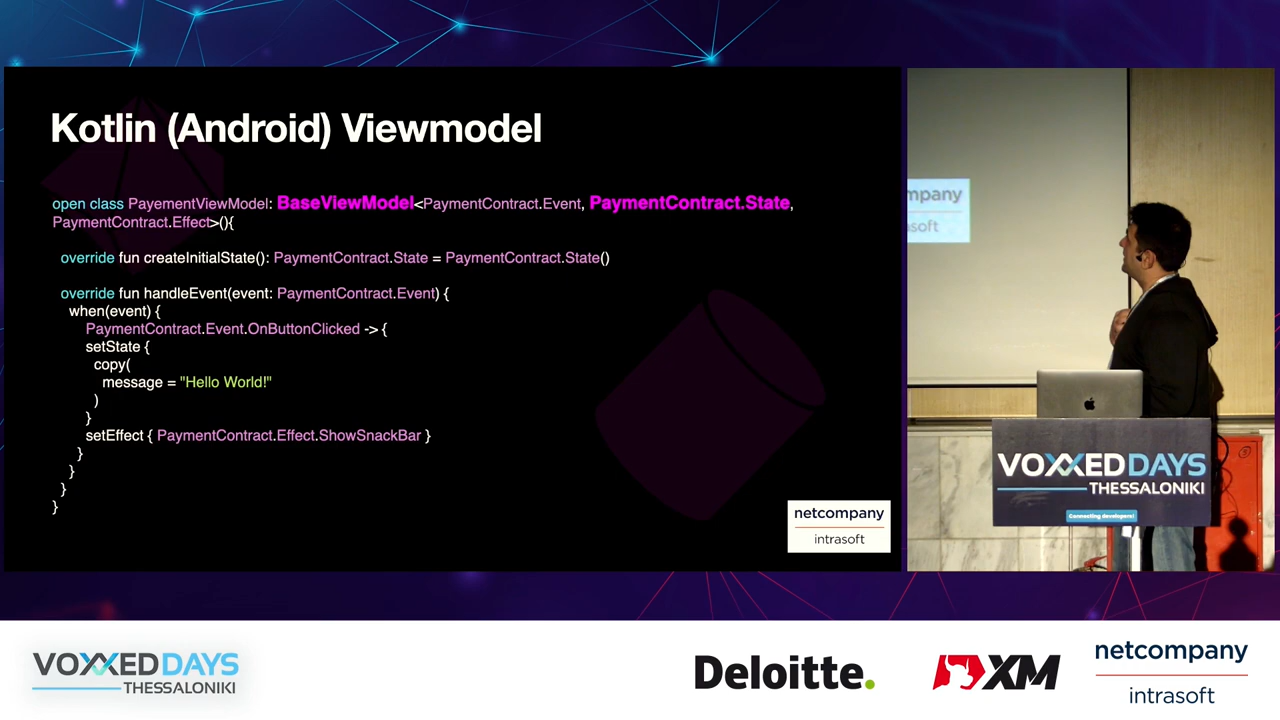 Kotlin (Android) Viewmodel
open class PayementViewModel: BaseViewModel<PaymentContract.Event, PaymentContract.State,
PaymentContract.Effect>(){
override fun createInitialState(): PaymentContract.State = PaymentContract.State()
override fun handleEvent(event: PaymentContract.Event) {
when(event) {
PaymentContract.Event.OnButtonClicked -> {
setState {
copy(
message = "Hello World!"
)
}
setEffect { PaymentContract.Effect.ShowSnackBar }
}
}
}
}
netcompany
intrasoft
mpany
soft
VOXXED DAYS
THESSALONIKI
Connecting developers!
VOXXED DAYS
THESSALONIKI
Deloitte.
XM
netcompany
intrasoft